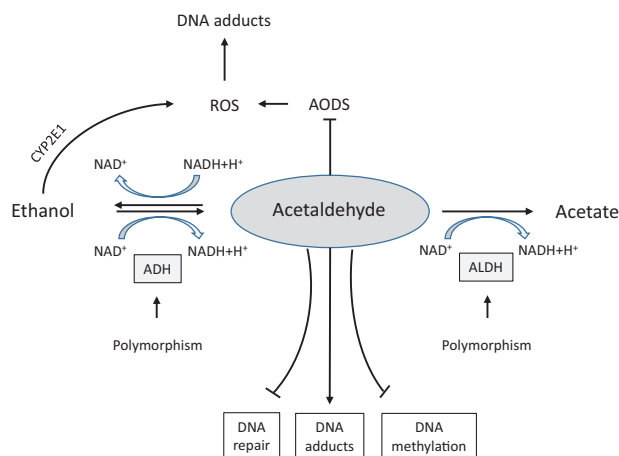 DNA adducts
ROS
AODS
CYP2E1
NAD⁺
NADH+H⁺
Ethanol
Acetaldehyde
Acetate
NAD⁺
NADH+H⁺
NAD⁺
NADH+H⁺
ADH
ALDH
Polymorphism
Polymorphism
DNA
repair
DNA
adducts
DNA
methylation